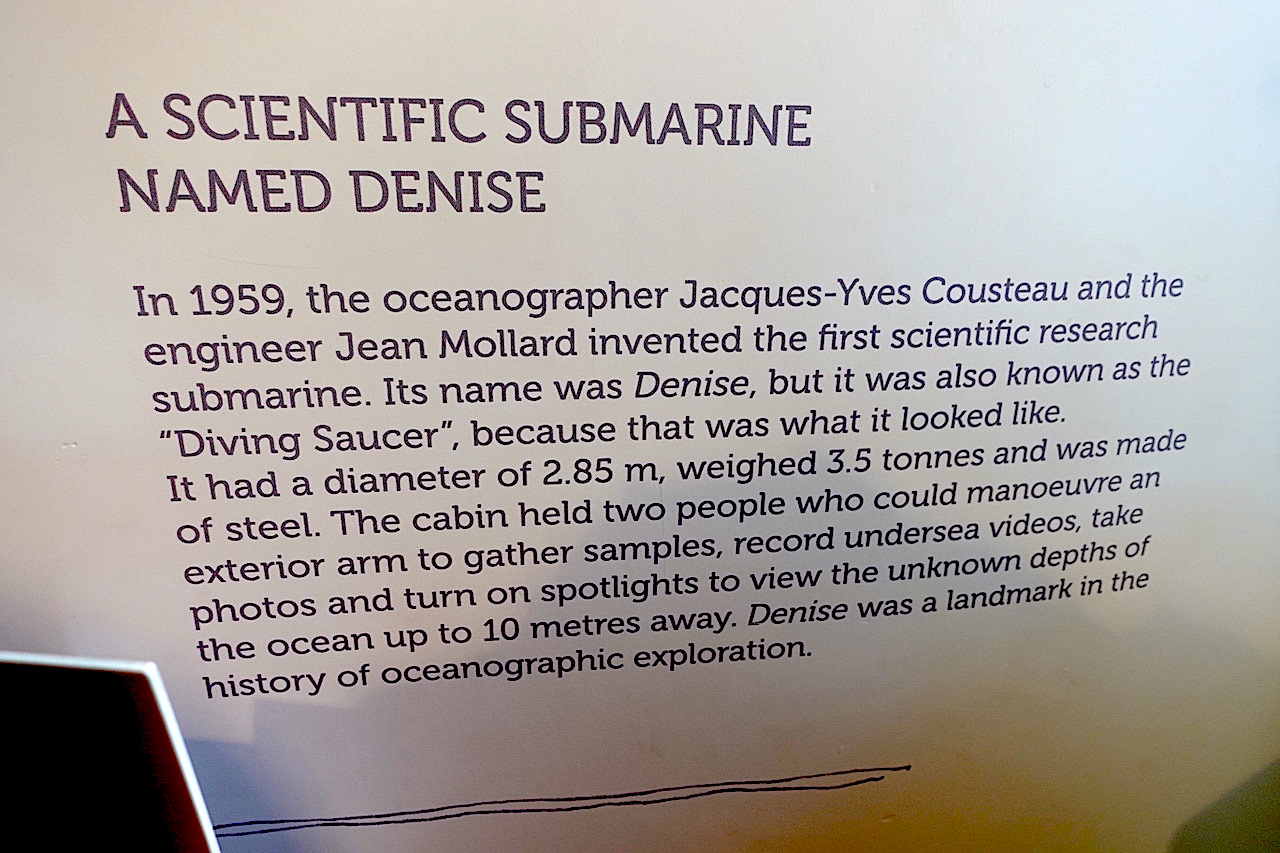 A SCIENTIFIC SUBMARINE
NAMED DENISE
In 1959, the oceanographer Jacques-Yves Cousteau and the
engineer Jean Mollard invented the first scientific research
submarine. Its name was Denise, but it was also known as the
“Diving Saucer”, because that was what it looked like.
It had a diameter of 2.85 m, weighed 3.5 tonnes and was made
of steel. The cabin held two people who could manoeuvre an
exterior arm to gather samples, record undersea videos, take
photos and turn on spotlights to view the unknown depths of
the ocean up to 10 metres away. Denise was a landmark in the
history of oceanographic exploration.